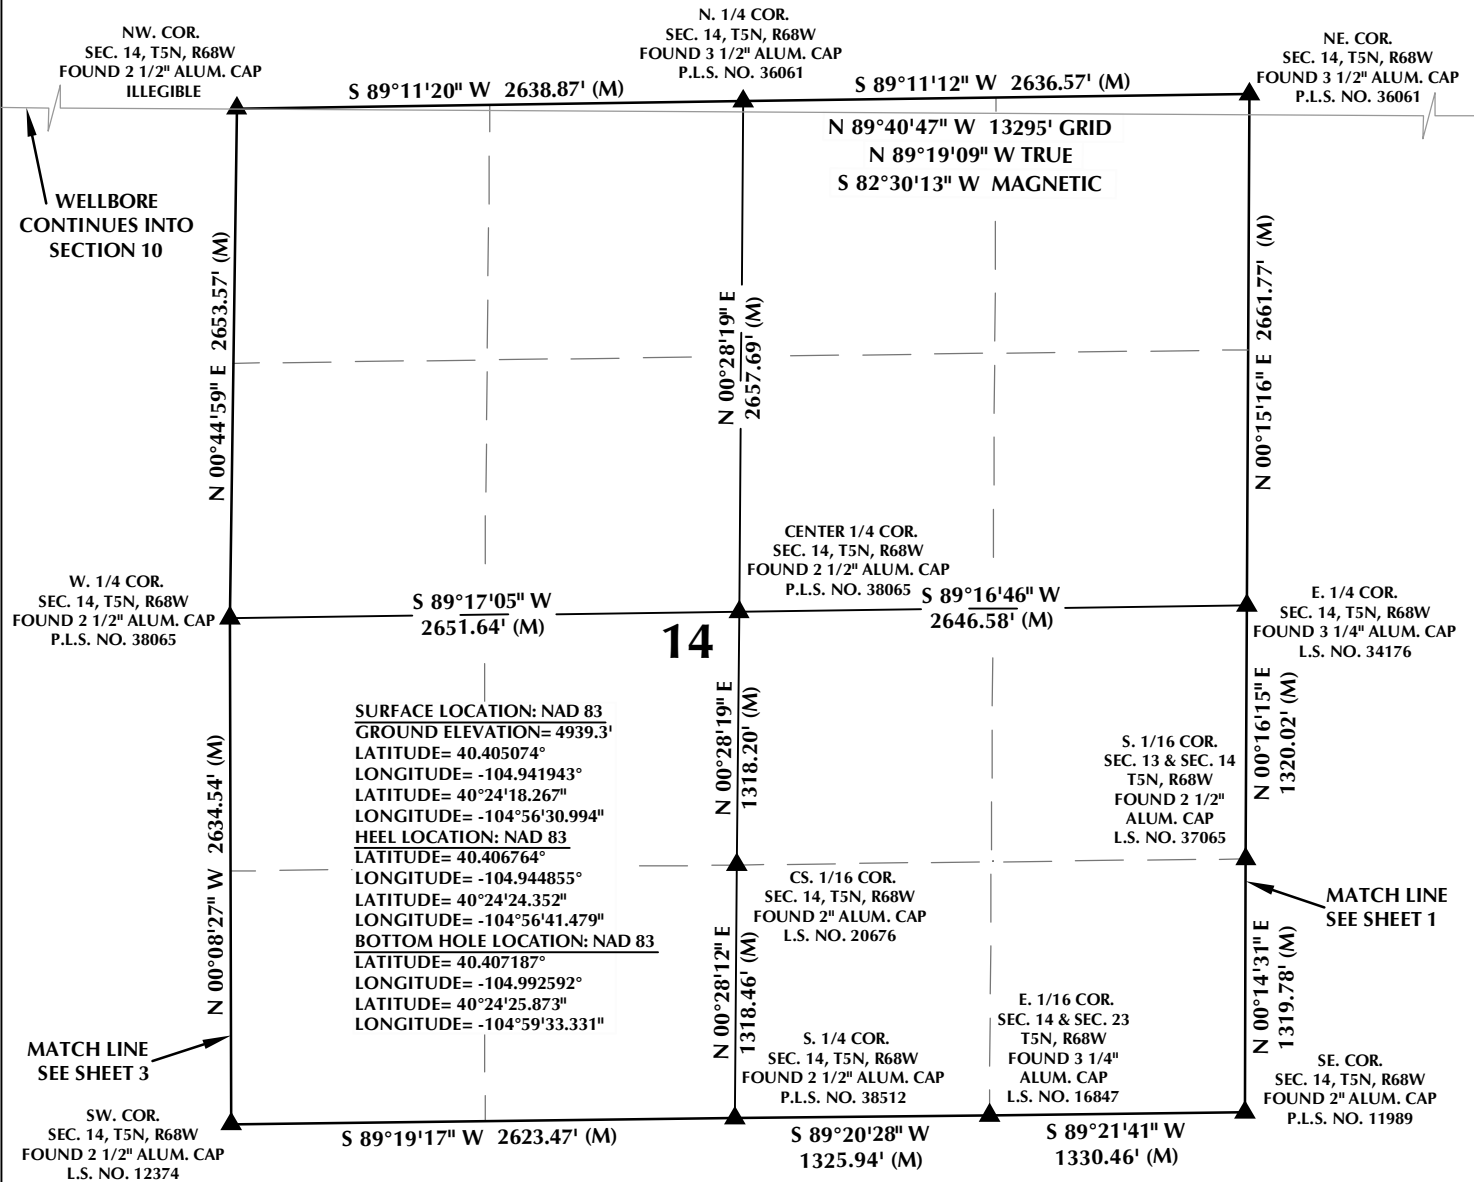 N. 1/4 COR.
SEC. 14, T5N, R68W
FOUND 3 1/2" ALUM. CAP
P.L.S. NO. 36061
NW. COR.
SEC. 14, T5N, R68W
FOUND 2 1/2" ALUM. CAP
ILLEGIBLE
NE. COR.
SEC. 14, T5N, R68W
FOUND 3 1/2" ALUM. CAP
P.L.S. NO. 36061
S 89°11'20" W 2638.87' (M)
S 89°11'12" W 2636.57' (M)
N 89°40'47" W 13295' GRID
N 89°19'09" W TRUE
S 82°30'13" W MAGNETIC
WELLBORE
CONTINUES INTO
SECTION 10
N 00°44'59" E 2653.57' (M)
N 00°28'19" E
2657.69' (M)
N 00°15'16" E 2661.77' (M)
CENTER 1/4 COR.
SEC. 14, T5N, R68W
FOUND 2 1/2" ALUM. CAP
P.L.S. NO. 38065
W. 1/4 COR.
SEC. 14, T5N, R68W
FOUND 2 1/2" ALUM. CAP
P.L.S. NO. 38065
S 89°17'05" W
2651.64' (M)
S 89°16'46" W
2646.58' (M)
E. 1/4 COR.
SEC. 14, T5N, R68W
FOUND 3 1/4" ALUM. CAP
L.S. NO. 34176
14
SURFACE LOCATION: NAD 83
GROUND ELEVATION= 4939.3'
LATITUDE= 40.405074°
LONGITUDE= -104.941943°
LATITUDE= 40°24'18.267"
LONGITUDE= -104°56'30.994"
HEEL LOCATION: NAD 83
LATITUDE= 40.406764°
LONGITUDE= -104.944855°
LATITUDE= 40°24'24.352"
LONGITUDE= -104°56'41.479"
BOTTOM HOLE LOCATION: NAD 83
LATITUDE= 40.407187°
LONGITUDE= -104.992592°
LATITUDE= 40°24'25.873"
LONGITUDE= -104°59'33.331"
N 00°08'27" W 2634.54' (M)
N 00°28'19" E
1318.20' (M)
N 00°16'15" E
1320.02' (M)
S. 1/16 COR.
SEC. 13 & SEC. 14
T5N, R68W
FOUND 2 1/2"
ALUM. CAP
L.S. NO. 37065
CS. 1/16 COR.
SEC. 14, T5N, R68W
FOUND 2" ALUM. CAP
L.S. NO. 20676
MATCH LINE
SEE SHEET 1
N 00°28'12" E
1318.46' (M)
N 00°14'31" E
1319.78' (M)
E. 1/16 COR.
SEC. 14 & SEC. 23
T5N, R68W
FOUND 3 1/4"
ALUM. CAP
L.S. NO. 16847
MATCH LINE
SEE SHEET 3
S. 1/4 COR.
SEC. 14, T5N, R68W
FOUND 2 1/2" ALUM. CAP
P.L.S. NO. 38512
SE. COR.
SEC. 14, T5N, R68W
FOUND 2" ALUM. CAP
P.L.S. NO. 11989
SW. COR.
SEC. 14, T5N, R68W
FOUND 2 1/2" ALUM. CAP
L.S. NO. 12374
S 89°19'17" W 2623.47' (M)
S 89°20'28" W
1325.94' (M)
S 89°21'41" W
1330.46' (M)